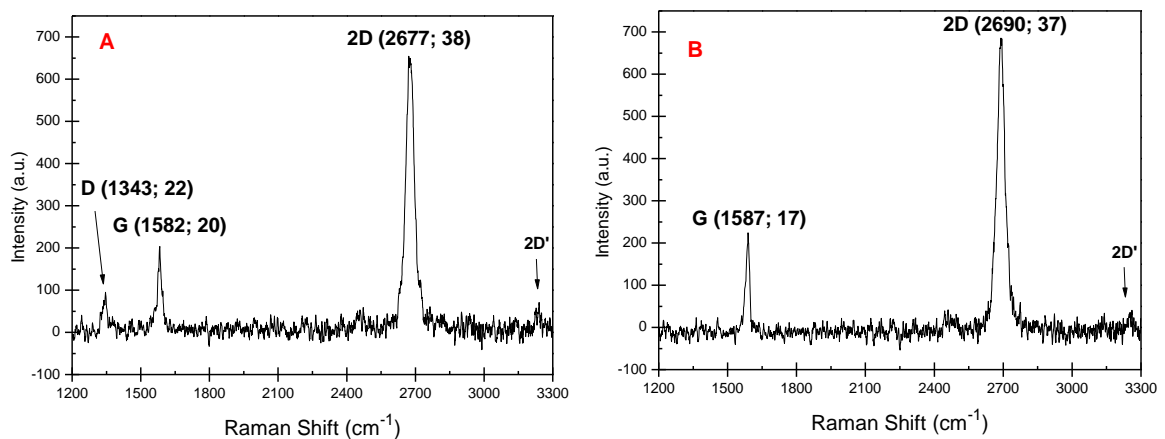 A
2D (2677; 38)
D (1343; 22)
G (1582; 20)
2D'
Intensity (a.u.)
700
600
500
400
300
200
100
0
-100
1200 1500 1800 2100 2400 2700 3000 3300
Raman Shift (cm⁻¹)
B
2D (2690; 37)
G (1587; 17)
2D'
Intensity (a.u.)
700
600
500
400
300
200
100
0
-100
1200 1500 1800 2100 2400 2700 3000 3300
Raman Shift (cm⁻¹)